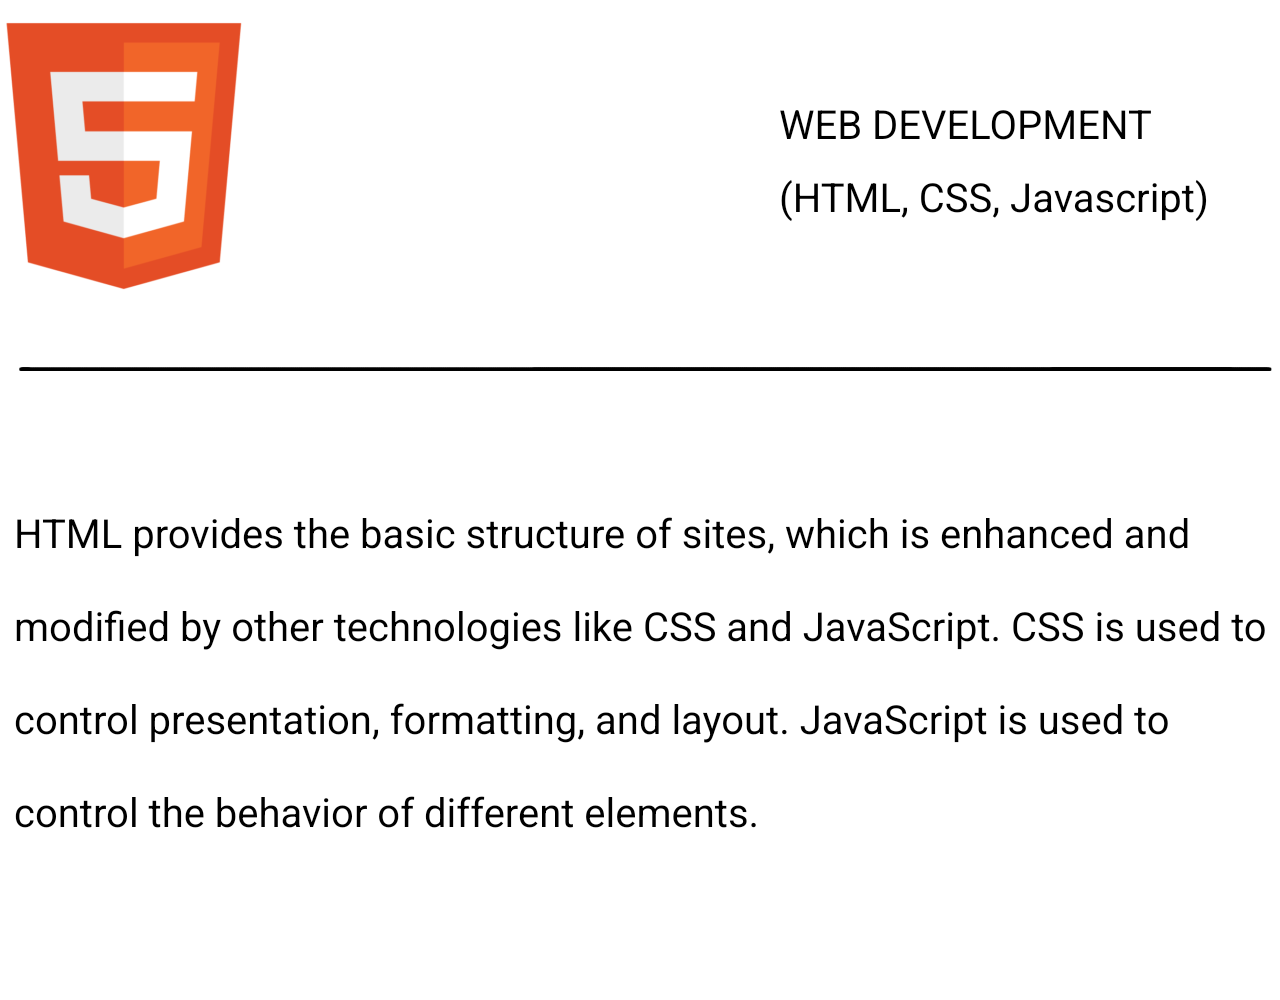 5
WEB DEVELOPMENT
(HTML, CSS, Javascript)
HTML provides the basic structure of sites, which is enhanced and
modified by other technologies like CSS and JavaScript. CSS is used to
control presentation, formatting, and layout. JavaScript is used to
control the behavior of different elements.